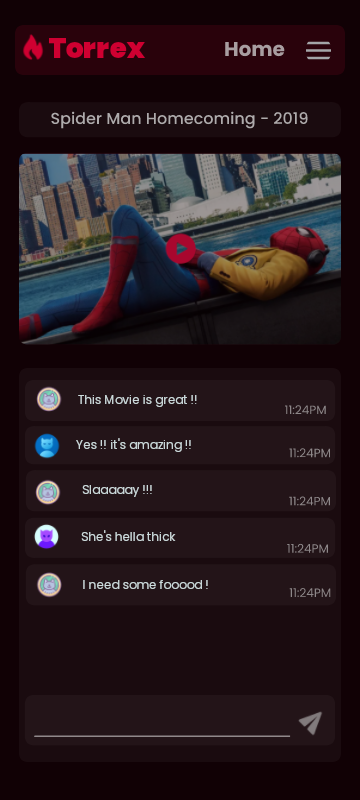 Torrex
Home
Spider Man Homecoming - 2019
This Movie is great !!
11:24PM
Yes !! it's amazing !!
11:24PM
Slaaaaay !!!
11:24PM
She's hella thick
11:24PM
I need some fooood !
11:24PM